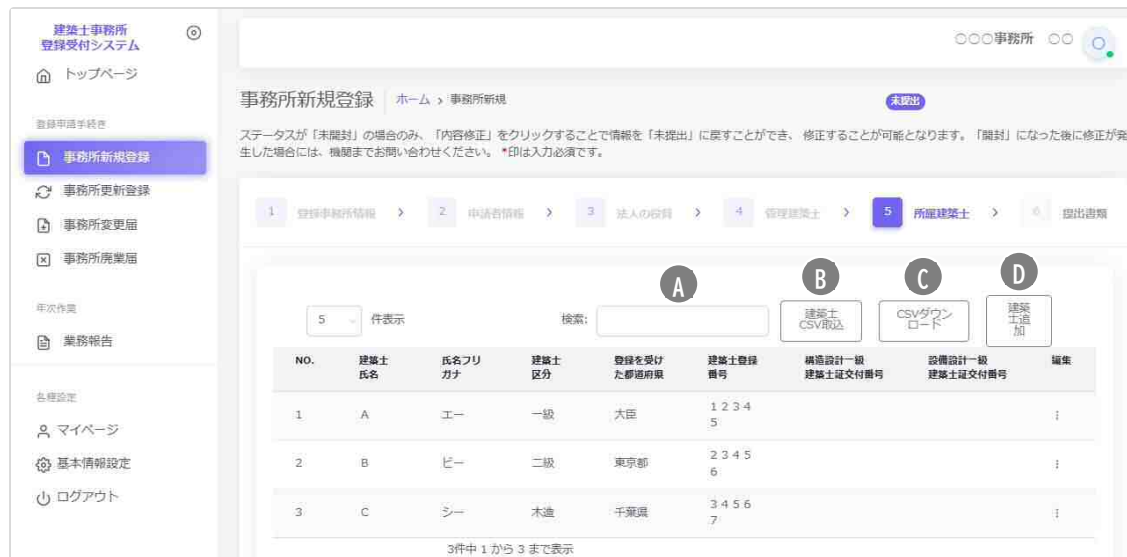 建築士事務所
登録受付システム
トップページ
登録申請手続き
事務所新規登録
事務所更新登録
事務所変更届
事務所廃業届
年次作業
業務報告
各種設定
マイページ
基本情報設定
ログアウト
〇〇〇事務所 〇〇
事務所新規登録 ホーム > 事務所新規 未提出
ステータスが「未開封」の場合のみ、「内容修正」をクリックすることで情報を「未提出」に戻すことができ、 修正することが可能となります。「開封」になった後に修正が発
生した場合には、機関までお問い合わせください。 *印は入力必須です。
1 登録事務所情報 > 2 申請者情報 > 3 法人の役員 > 4 管理建築士 > 5 所属建築士 > 6 提出書類
A B C D
5 件表示 検索: 建築士CSV取込 CSVダウンロード 建築士追加
NO. 建築士氏名 氏名フリガナ 建築士区分 登録を受けた都道府県 建築士登録番号 構造設計一級建築士証交付番号 設備設計一級建築士証交付番号 編集
1 A エー 一級 大臣 12345
2 B ビー 二級 東京都 23456
3 C シー 木造 千葉県 34567
3件中 1 から 3 まで表示